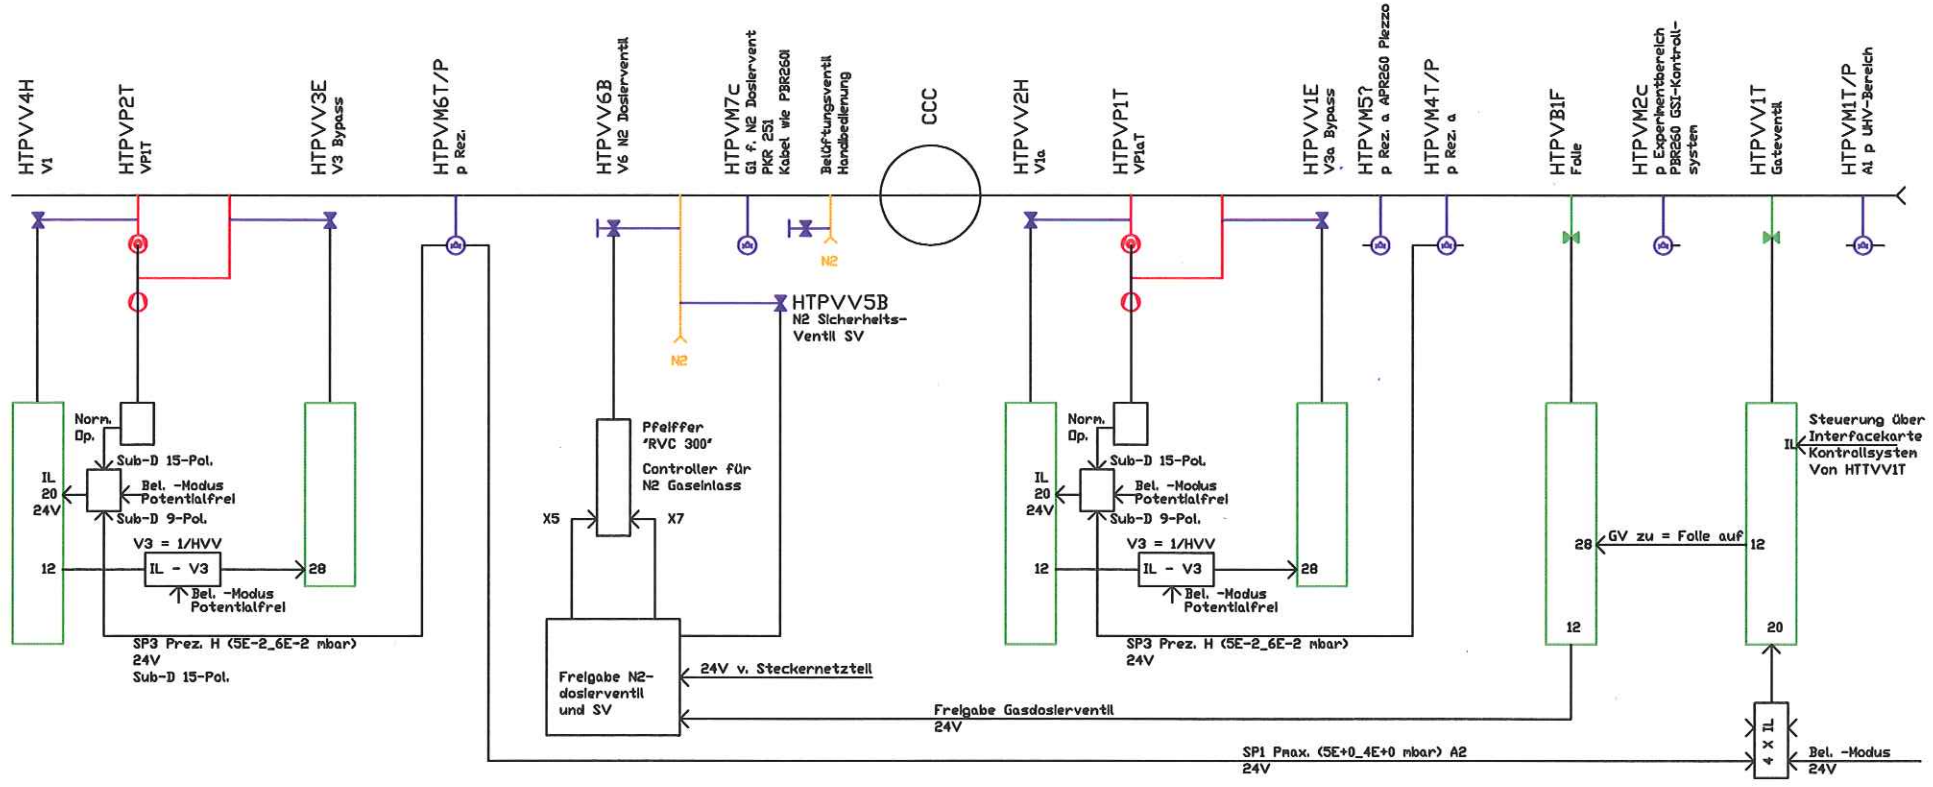 HTPVV4H
V1
HTPVP2T
VP1T
HTPVV3E
V3 Bypass
HTPVM6T/P
p Rez.
HTPVV6B
V6 N2 Dosierventil
HTPVM7c
G1 f. N2 Dosiervent
PKR 251
Kabel wie PBR260!
Belüftungsventil
Handbedienung
CCC
HTPVV2H
V1a
HTPVP1T
VP1aT
HTPVV1E
V3a Bypass
HTPVM5?
p Rez. a APR260 Piezzo
HTPVM4T/P
p Rez. a
HTPVB1F
Folie
HTPVM2c
p Experimentbereich
PBR260 GSI-Kontroll-
system
HTPVV1T
Gateventil
HTPVM1T/P
A1 p UHV-Bereich
N2
HTPVV5B
N2 Sicherheits-
Ventil SV
N2
Norm.
Op.
Sub-D 15-Pol.
IL
20
24V
Bel. -Modus
Potentialfrei
Sub-D 9-Pol.
V3 = 1/HVV
12
IL - V3
28
Bel. -Modus
Potentialfrei
SP3 Prez. H (5E-2_6E-2 mbar)
24V
Sub-D 15-Pol.
Pfeiffer
"RVC 300"
Controller für
N2 Gaseinlass
X5
X7
Freigabe N2-
dosierventil
und SV
24V v. Steckernetzteil
Freigabe Gasdosierventil
24V
Norm.
Op.
Sub-D 15-Pol.
IL
20
24V
Bel. -Modus
Potentialfrei
Sub-D 9-Pol.
V3 = 1/HVV
12
IL - V3
28
Bel. -Modus
Potentialfrei
SP3 Prez. H (5E-2_6E-2 mbar)
24V
28
GV zu = Folie auf
12
12
20
IL
Steuerung über
Interfacekarte
Kontrollsystem
Von HTTVV1T
4 X IL
SP1 Pmax. (5E+0_4E+0 mbar) A2
24V
Bel. -Modus
24V